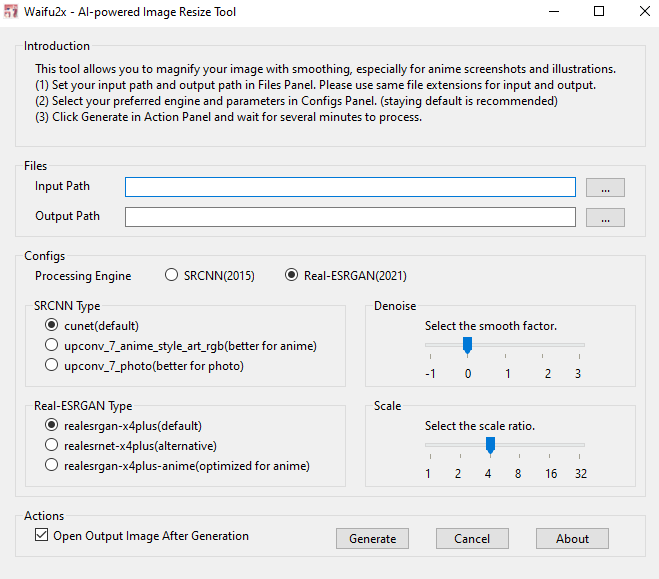 Waifu2x - AI-powered Image Resize Tool
Introduction
This tool allows you to magnify your image with smoothing, especially for anime screenshots and illustrations.
(1) Set your input path and output path in Files Panel. Please use same file extensions for input and output.
(2) Select your preferred engine and parameters in Configs Panel. (staying default is recommended)
(3) Click Generate in Action Panel and wait for several minutes to process.
Files
Input Path ...
Output Path ...
Configs
Processing Engine SRCNN(2015) Real-ESRGAN(2021)
SRCNN Type
cunet(default)
upconv_7_anime_style_art_rgb(better for anime)
upconv_7_photo(better for photo)
Denoise
Select the smooth factor.
-1 0 1 2 3
Real-ESRGAN Type
realesrgan-x4plus(default)
realesrnet-x4plus(alternative)
realesrgan-x4plus-anime(optimized for anime)
Scale
Select the scale ratio.
1 2 4 8 16 32
Actions
Open Output Image After Generation Generate Cancel About